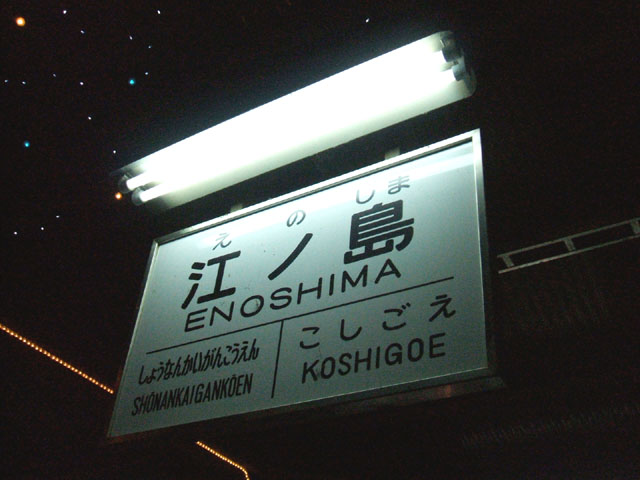 えのしま
江ノ島
ENOSHIMA
しょうなんかいがんこうえん
SHŌNANKAIGANKŌEN
こしごえ
KOSHIGOE